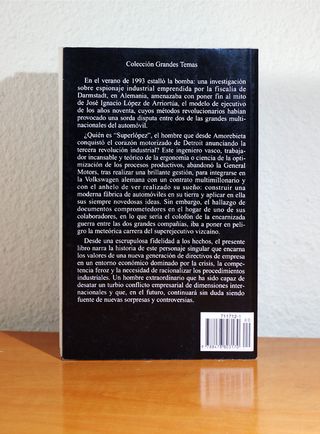 Colección Grandes Temas
En el verano de 1993 estalló la bomba: una investigación
sobre espionaje industrial emprendida por la fiscalía de
Darmstadt, en Alemania, amenazaba con poner fin al mito
de José Ignacio López de Arriortúa, el modelo de ejecutivo
de los años noventa, cuyos métodos revolucionarios habían
provocado una sorda disputa entre dos de las grandes multi-
nacionales del automóvil.
¿Quién es "Superlópez", el hombre que desde Amorebieta
conquistó el corazón motorizado de Detroit anunciando la
tercera revolución industrial? Este ingeniero vasco, trabaja-
dor incansable y teórico de la ergonomía o ciencia de la opti-
mización de los procesos productivos, abandonó la General
Motors, tras realizar una brillante gestión, para integrarse en
la Volkswagen alemana con un contrato multimillonario y
con el anhelo de ver realizado su sueño: construir una
moderna fábrica de automóviles en su tierra y aplicar en ella
sus siempre novedosas ideas. Sin embargo, el hallazgo de
documentos comprometedores en el hogar de uno de sus
colaboradores, en lo que sería el colofón de la encarnizada
guerra entre las dos grandes compañías, iba a poner en peli-
gro la meteórica carrera del superejecutivo vizcaíno.
Desde una escrupulosa fidelidad a los hechos, el presente
libro narra la historia de este personaje singular que encarna
los valores de una nueva generación de directivos de empresa
en un entorno económico dominado por la crisis, la compe-
tencia feroz y la necesidad de racionalizar los procedimientos
industriales. Un hombre extraordinario que ha sido capaz de
desatar un turbio conflicto empresarial de dimensiones inter-
nacionales y que, en el futuro, continuará sin duda siendo
fuente de nuevas sorpresas y controversias.
711712-1